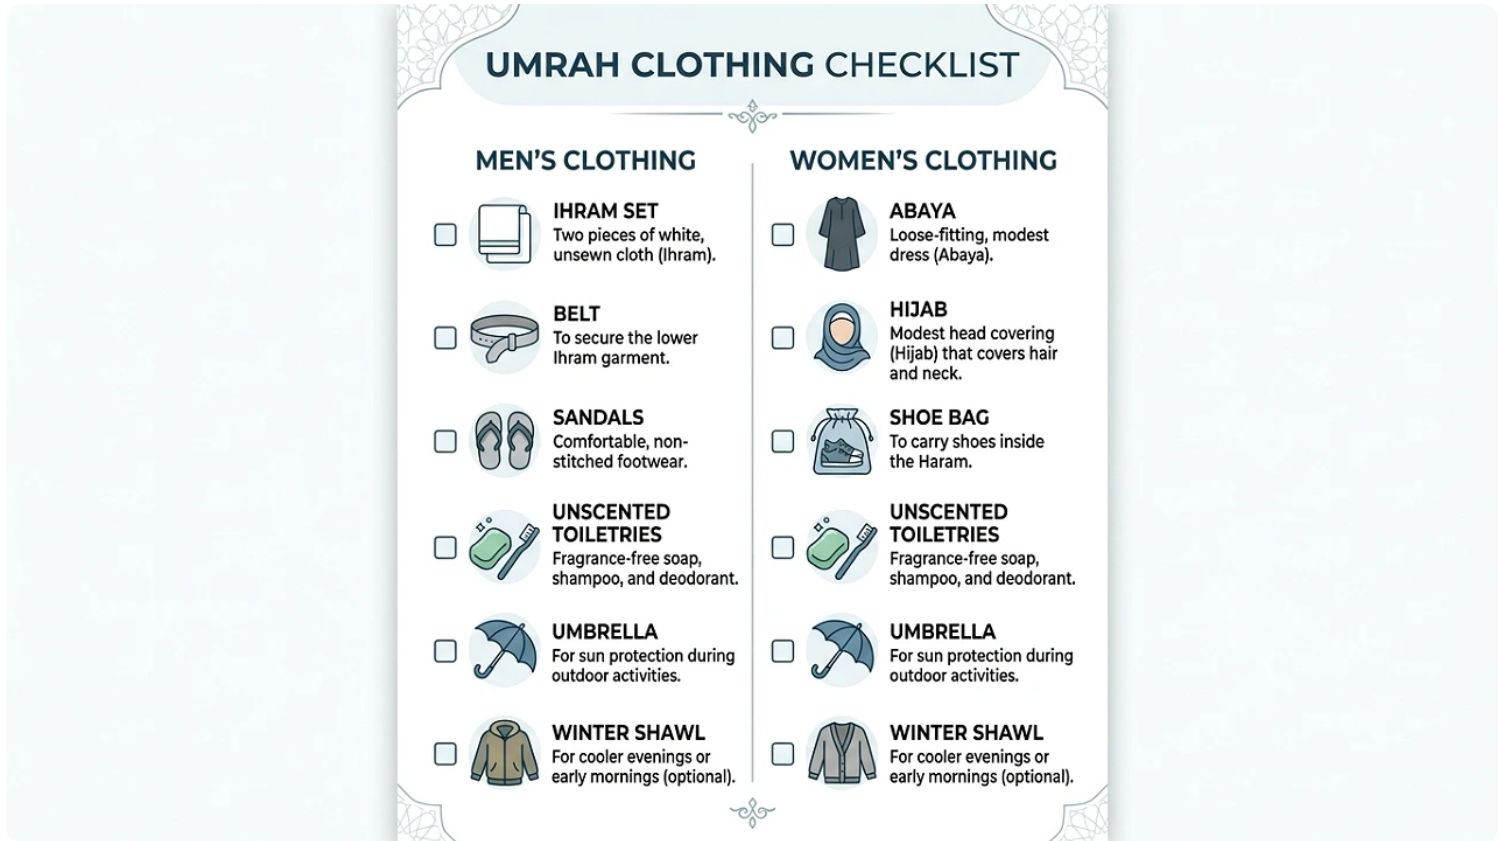 UMRAH CLOTHING CHECKLIST
MEN'S CLOTHING
IHRAM SET
Two pieces of white,
unsewn cloth (Ihram).
BELT
To secure the lower
Ihram garment.
SANDALS
Comfortable, non-
stitched footwear.
UNSCENTED
TOILETRIES
Fragrance-free soap,
shampoo, and deodorant.
UMBRELLA
For sun protection during
outdoor activities.
WINTER SHAWL
For cooler evenings or
early mornings (optional).
WOMEN'S CLOTHING
ABAYA
Loose-fitting, modest
dress (Abaya).
HIJAB
Modest head covering
(Hijab) that covers hair
and neck.
SHOE BAG
To carry shoes inside
the Haram.
UNSCENTED
TOILETRIES
Fragrance-free soap,
shampoo, and deodorant.
UMBRELLA
For sun protection during
outdoor activities.
WINTER SHAWL
For cooler evenings or
early mornings (optional).